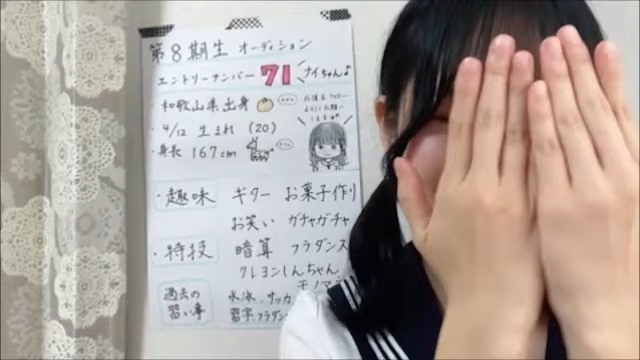 第8期生 オーディション
エントリーナンバー 71 ナイちゃん♪
・和歌山県出身
・4/12 生まれ (20)
・身長 167cm
・趣味 ギター お菓子作り
お笑い ガチャガチャ
・特技 暗算 フラダンス
クレヨンしんちゃん
モノマ
過去の
習い事
水泳、サッカ
習字、フラダン